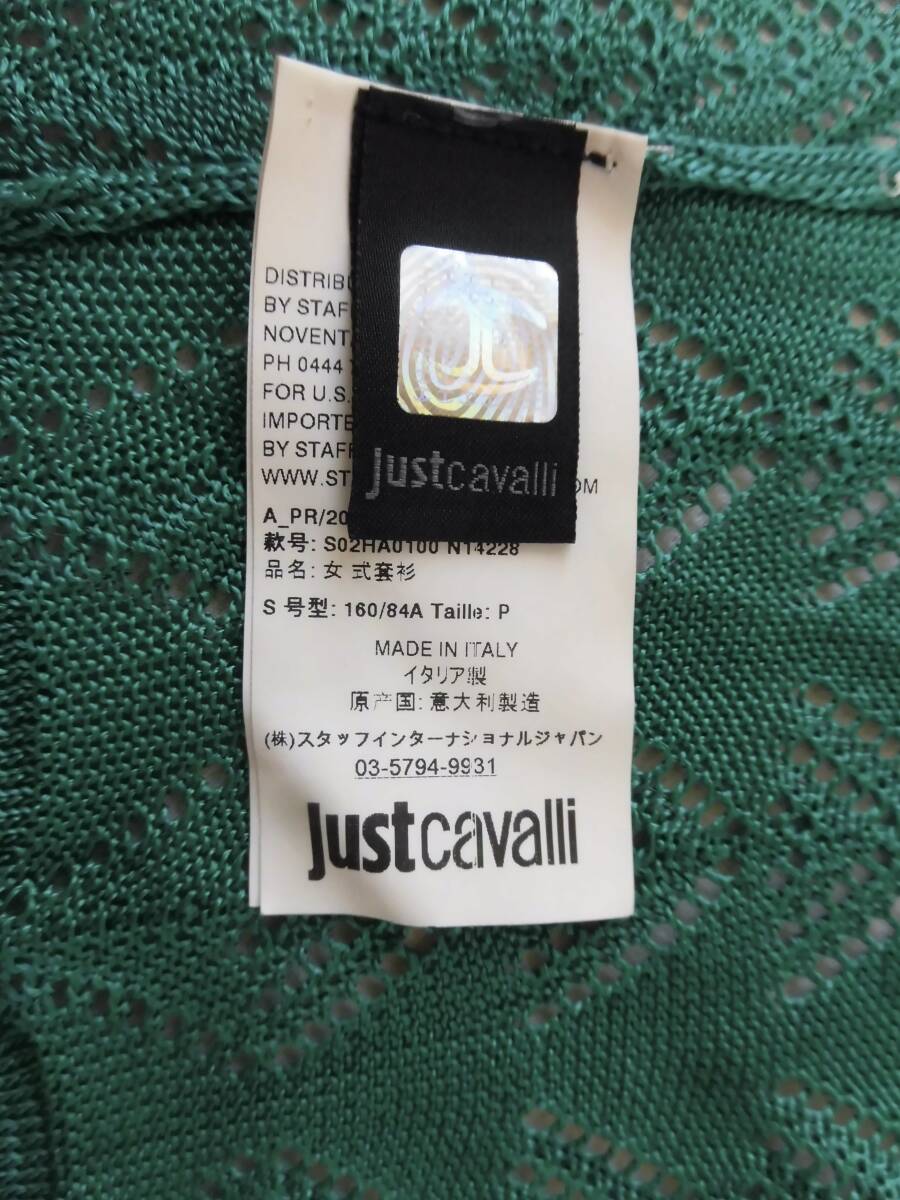 DISTRIB
BY STAF
NOVENT
PH 0444
FOR U.S.
IMPORTE
BY STAF
WWW.ST OM
JC
justcavalli
A_PR/20
款号: S02HA0100 N14228
品名: 女 式套衫
S 号型: 160/84A Taille: P
MADE IN ITALY
イタリア製
原产国: 意大利製造
(株)スタッフインターナショナルジャパン
03-5794-9931
justcavalli